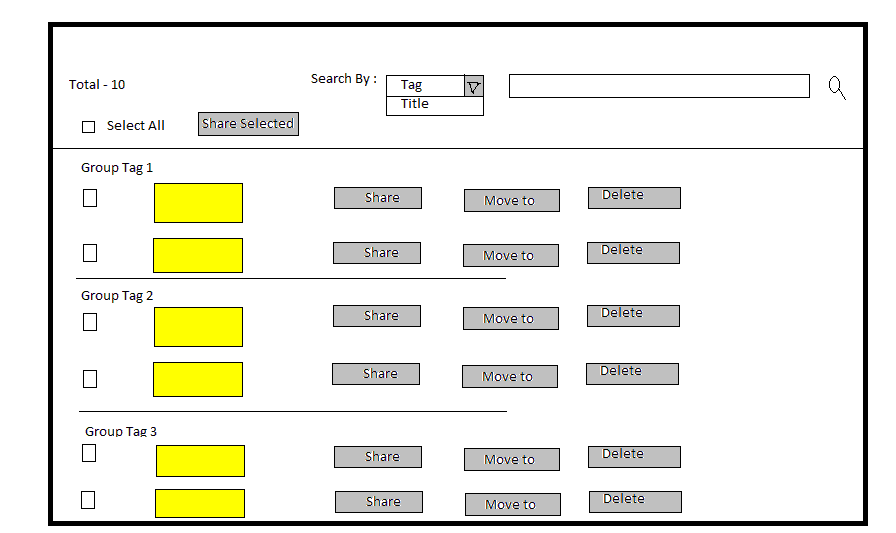 Total - 10
Search By :
Tag
Title
Select All
Share Selected
Group Tag 1
Share Move to Delete
Share Move to Delete
Group Tag 2
Share Move to Delete
Share Move to Delete
Group Tag 3
Share Move to Delete
Share Move to Delete